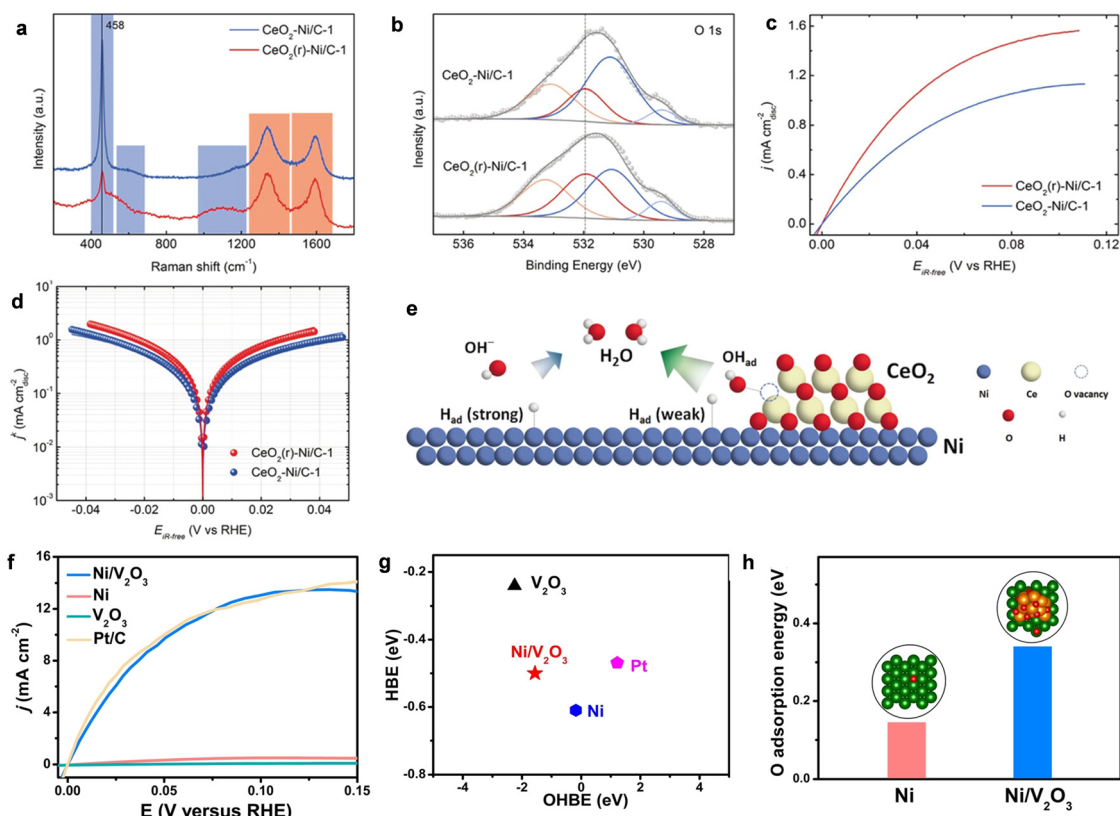 a
458
CeO2-Ni/C-1
CeO2(r)-Ni/C-1
Intensity (a.u.)
400 800 1200 1600
Raman shift (cm-1)
b
O 1s
CeO2-Ni/C-1
CeO2(r)-Ni/C-1
Inensity (a.u.)
536 534 532 530 528
Binding Energy (eV)
c
1.6
1.2
0.8
0.4
0.0
j (mA cm-2disc)
CeO2(r)-Ni/C-1
CeO2-Ni/C-1
0.00 0.04 0.08 0.12
EiR-free (V vs RHE)
d
10^1
10^0
10^-1
10^-2
10^-3
j (mA cm-2disc)
CeO2(r)-Ni/C-1
CeO2-Ni/C-1
-0.04 -0.02 0.00 0.02 0.04
EiR-free (V vs RHE)
e
OH−
H2O
OHad
CeO2
Had (strong)
Had (weak)
Ni
Ni Ce O vacancy
O H
f
16
12
8
4
0
j (mA cm-2)
Ni/V2O3
Ni
V2O3
Pt/C
0.00 0.05 0.10 0.15
E (V versus RHE)
g
-0.2
-0.4
-0.6
-0.8
HBE (eV)
V2O3
Ni/V2O3
Pt
Ni
-4 -2 0 2 4
OHBE (eV)
h
0.4
0.2
0.0
O adsorption energy (eV)
Ni Ni/V2O3